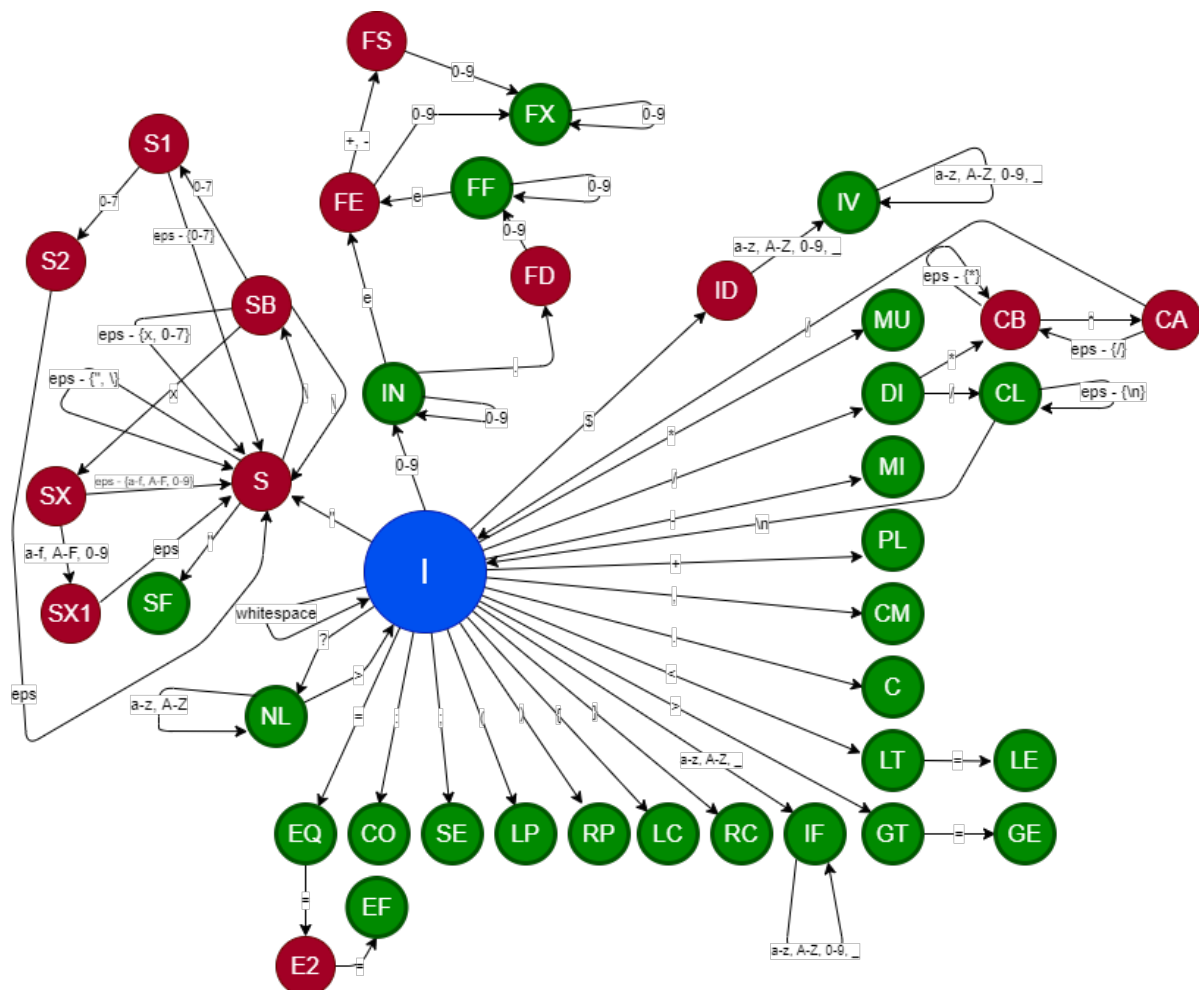 FS
0-9
FX
0-9
S1
0-7
0-7
+, -
0-9
FE
e
FF
0-9
IV
a-z, A-Z, 0-9, _
eps - {0-7}
0-9
a-z, A-Z, 0-9, _
S2
FD
ID
eps - {*}
SB
e
MU
/
CB
*
CA
eps - {x, 0-7}
eps - {/}
.
*
eps - {", \}
x
\
\
IN
DI
/
CL
eps - {\n}
0-9
$
*
0-9
MI
/
SX
eps - {a-f, A-F, 0-9}
S
"
-
\n
a-f, A-F, 0-9
eps
PL
+
I
SX1
SF
"
whitespace
CM
?
>
.
C
<
>
eps
a-z, A-Z
NL
=
(
)
{
}
a-z, A-Z, _
LT
=
LE
EQ
CO
SE
LP
RP
LC
RC
IF
GT
=
GE
=
EF
E2
=
a-z, A-Z, 0-9, _